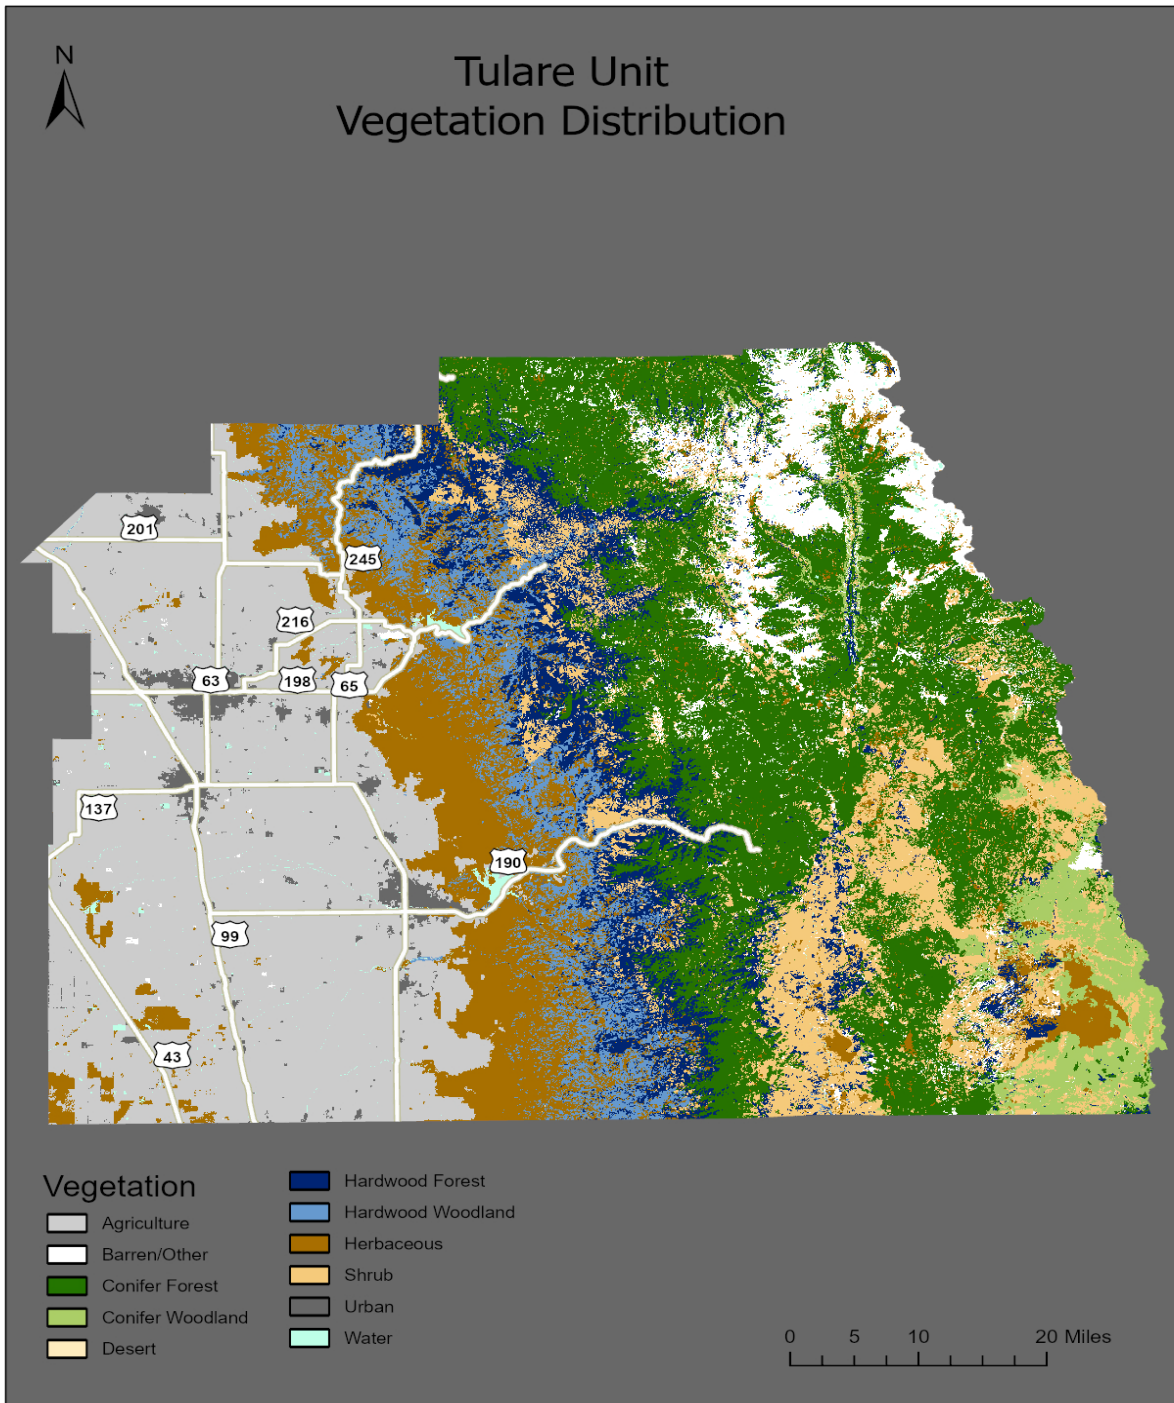 N
Tulare Unit
Vegetation Distribution
201
245
216
63
198
65
137
190
99
43
Vegetation
Agriculture
Barren/Other
Conifer Forest
Conifer Woodland
Desert
Hardwood Forest
Hardwood Woodland
Herbaceous
Shrub
Urban
Water
0 5 10 20 Miles